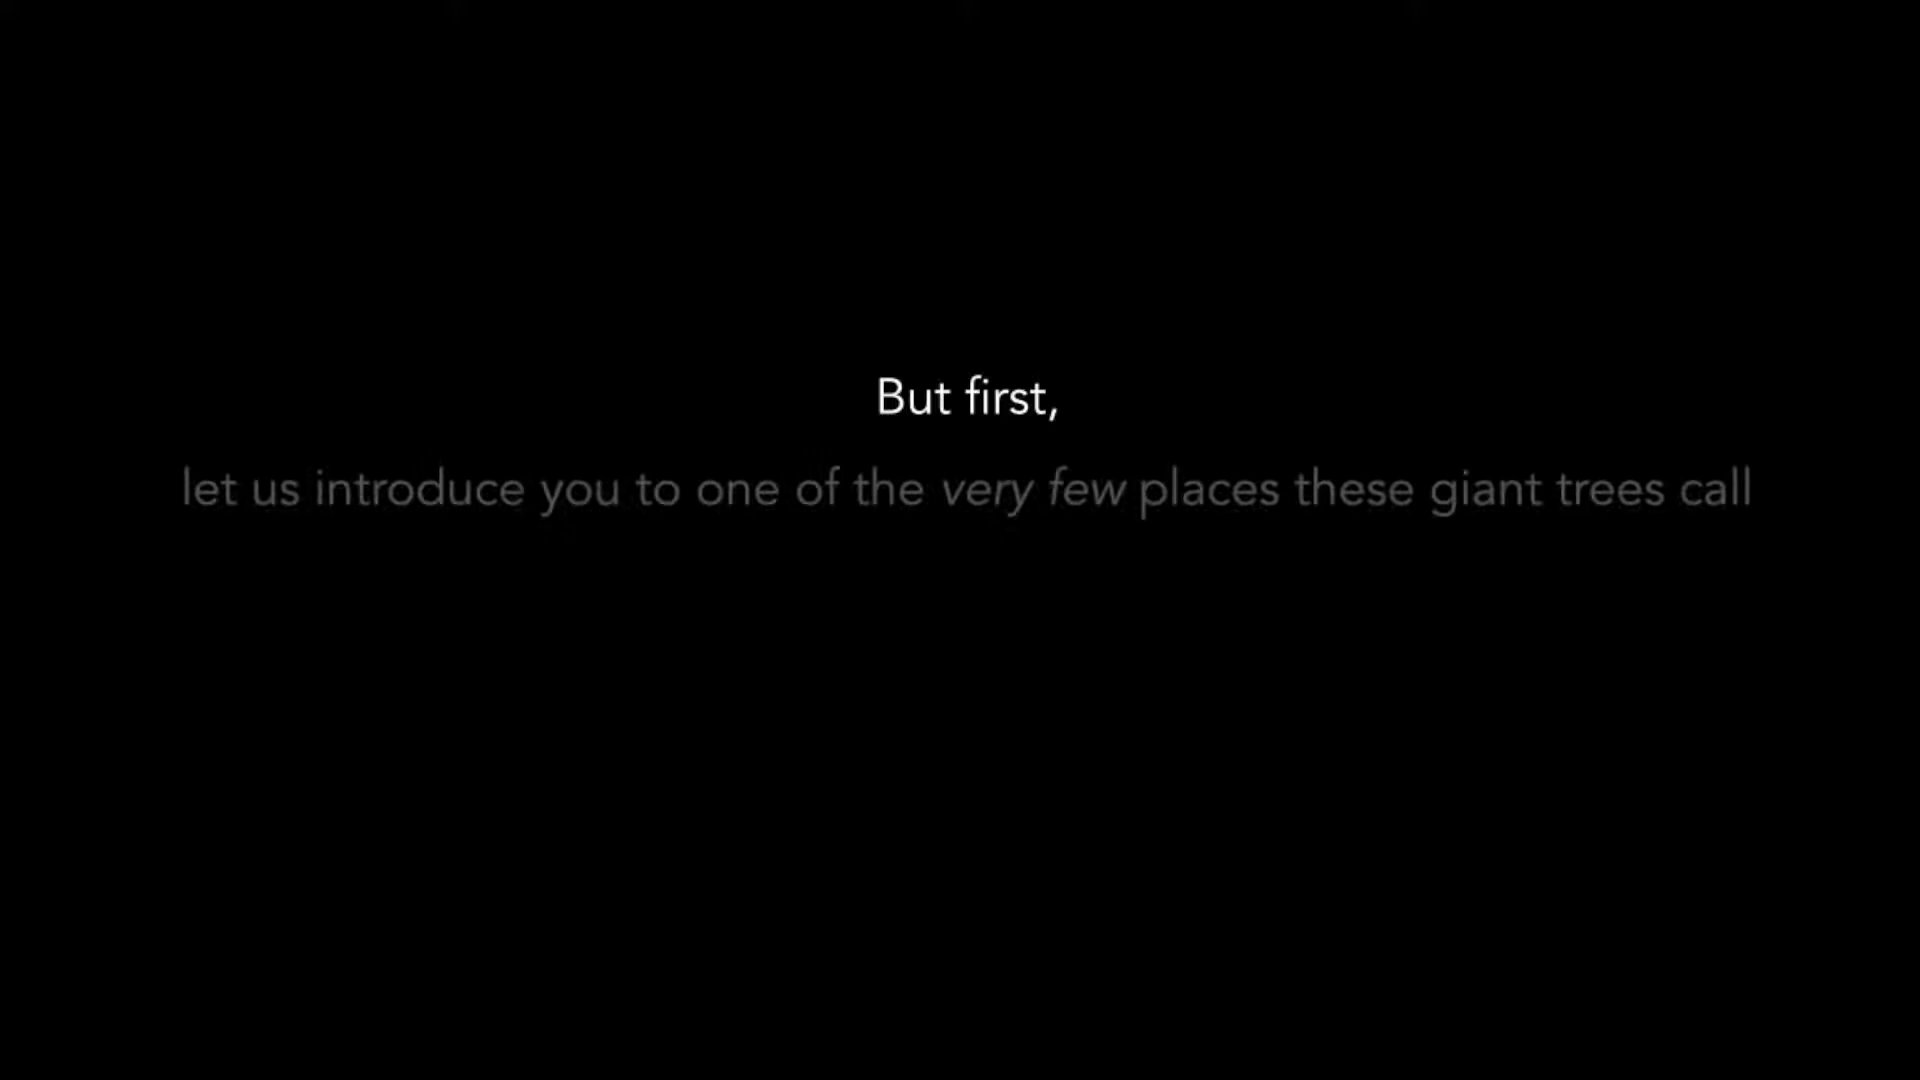 But first,
let us introduce you to one of the very few places these giant trees call